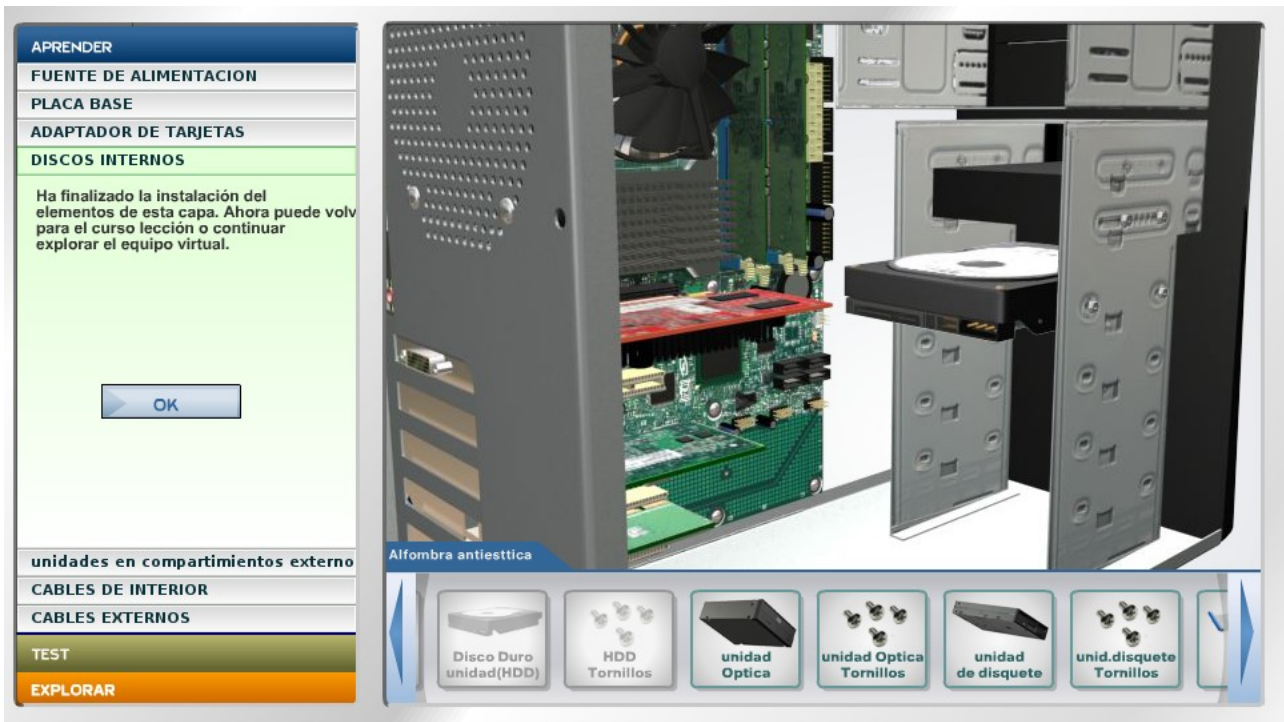 APRENDER
FUENTE DE ALIMENTACION
PLACA BASE
ADAPTADOR DE TARJETAS
DISCOS INTERNOS
Ha finalizado la instalación del
elementos de esta capa. Ahora puede volv
para el curso lección o continuar
explorar el equipo virtual.
OK
unidades en compartimientos externo
CABLES DE INTERIOR
CABLES EXTERNOS
TEST
EXPLORAR
Alfombra antiesttica
Disco Duro
unidad(HDD)
HDD
Tornillos
unidad
Optica
unidad Optica
Tornillos
unidad
de disquete
unid.disquete
Tornillos